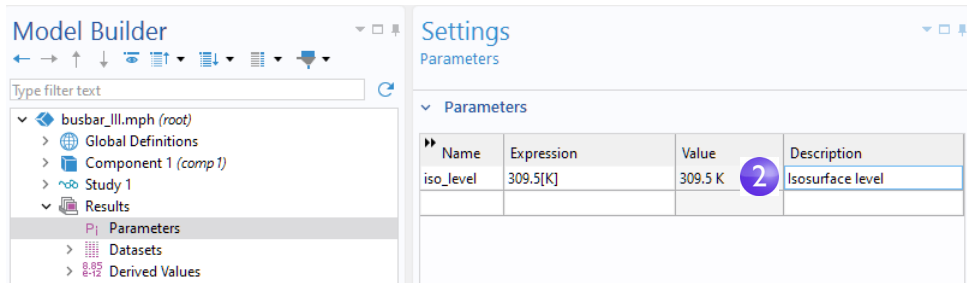 Model Builder
Type filter text
busbar_III.mph (root)
Global Definitions
Component 1 (comp1)
Study 1
Results
Pi Parameters
Datasets
8.85
e-12 Derived Values
Settings
Parameters
Parameters
Name Expression Value Description
iso_level 309.5[K] 309.5 K 2 Isosurface level